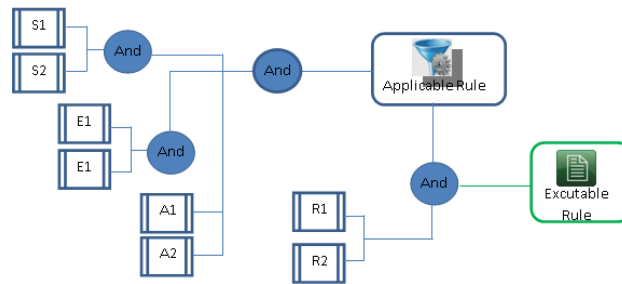 S1
And
S2
And
Applicable Rule
E1
E1
And
A1
A2
R1
And
R2
Excutable
Rule